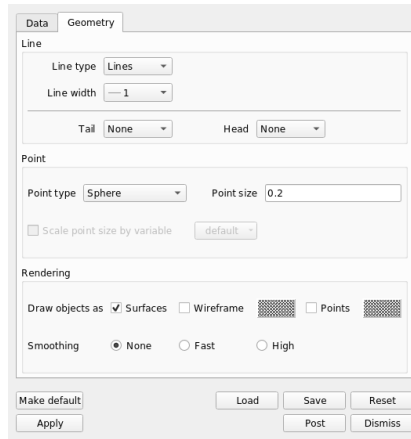 Data Geometry
Line
Line type Lines
Line width 1
Tail None Head None
Point
Point type Sphere Point size 0.2
Scale point size by variable default
Rendering
Draw objects as Surfaces Wireframe Points
Smoothing None Fast High
Make default Load Save Reset
Apply Post Dismiss